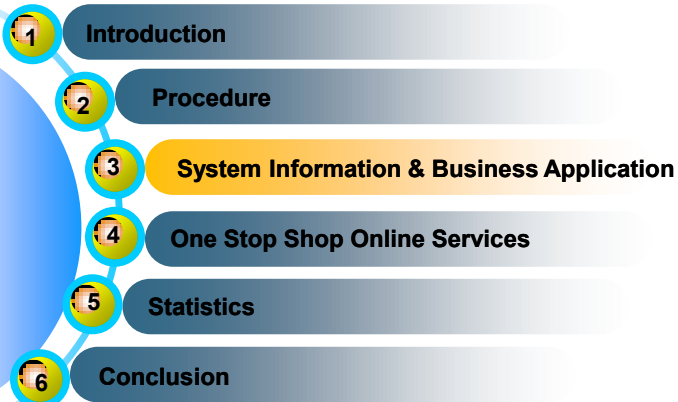 1 Introduction
2 Procedure
3 System Information & Business Application
4 One Stop Shop Online Services
5 Statistics
6 Conclusion